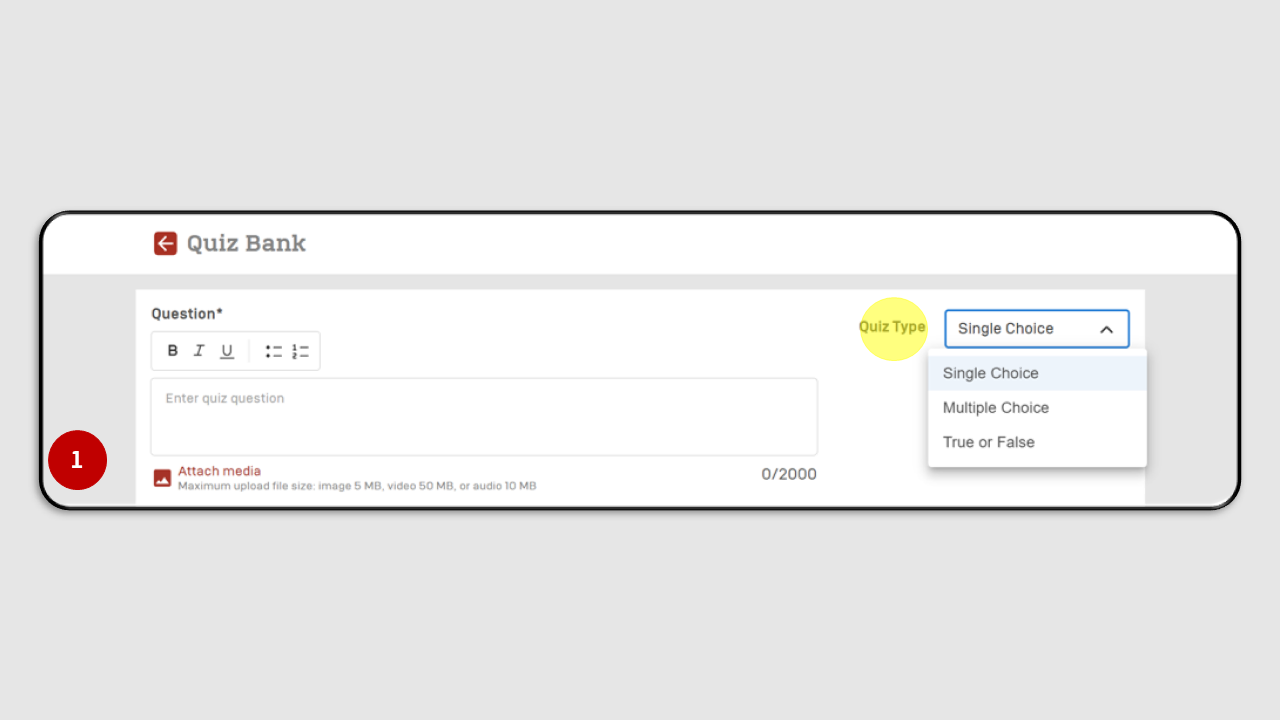 Quiz Bank
Question*
Quiz Type
Single Choice
B I U
Enter quiz question
Single Choice
Multiple Choice
True or False
Attach media
Maximum upload file size: image 5 MB, video 50 MB, or audio 10 MB
0/2000
1